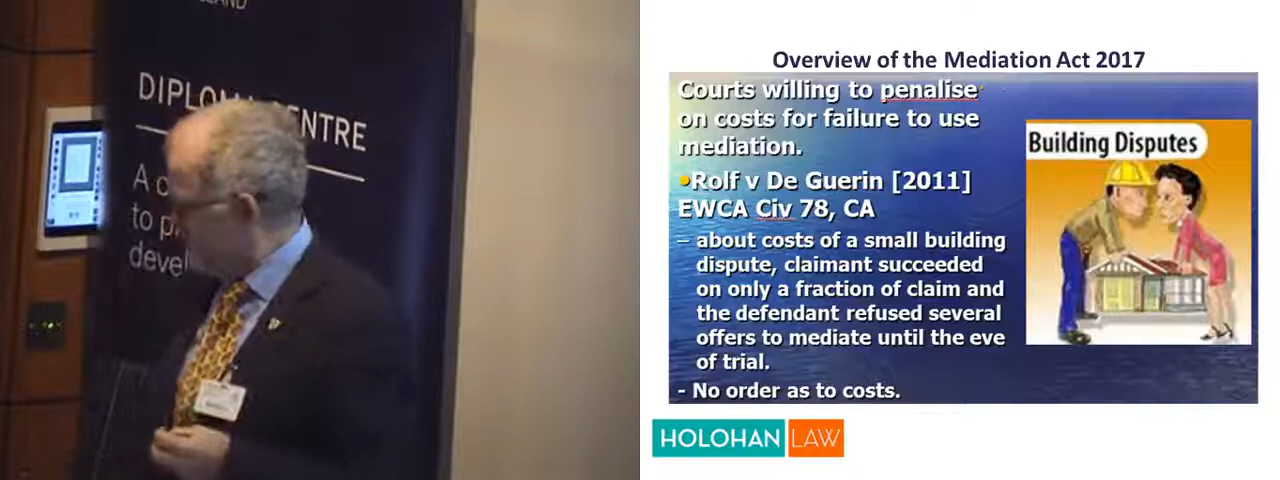 DIPLOMA CENTRE
A c
to p
devel
Overview of the Mediation Act 2017
Courts willing to penalise
on costs for failure to use
mediation.
•Rolf v De Guerin [2011]
EWCA Civ 78, CA
– about costs of a small building
dispute, claimant succeeded
on only a fraction of claim and
the defendant refused several
offers to mediate until the eve
of trial.
- No order as to costs.
Building Disputes
HOLOHAN LAW